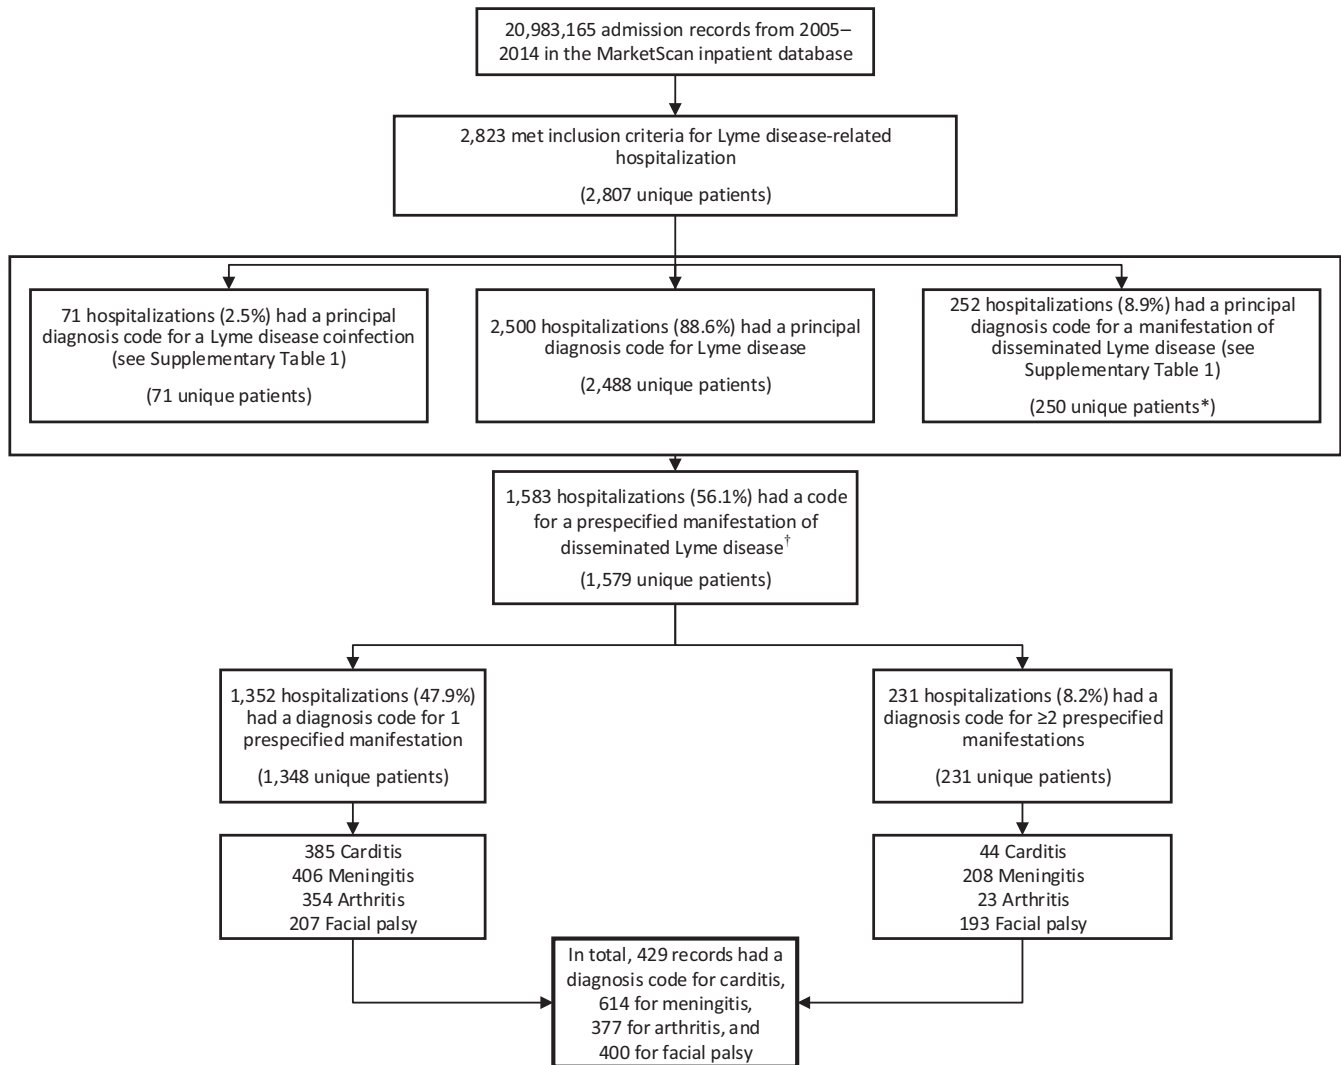 20,983,165 admission records from 2005–
2014 in the MarketScan inpatient database
2,823 met inclusion criteria for Lyme disease-related
hospitalization
(2,807 unique patients)
71 hospitalizations (2.5%) had a principal
diagnosis code for a Lyme disease coinfection
(see Supplementary Table 1)
(71 unique patients)
2,500 hospitalizations (88.6%) had a principal
diagnosis code for Lyme disease
(2,488 unique patients)
252 hospitalizations (8.9%) had a principal
diagnosis code for a manifestation of
disseminated Lyme disease (see
Supplementary Table 1)
(250 unique patients*)
1,583 hospitalizations (56.1%) had a code
for a prespecified manifestation of
disseminated Lyme disease†
(1,579 unique patients)
1,352 hospitalizations (47.9%)
had a diagnosis code for 1
prespecified manifestation
(1,348 unique patients)
231 hospitalizations (8.2%) had a
diagnosis code for ≥2 prespecified
manifestations
(231 unique patients)
385 Carditis
406 Meningitis
354 Arthritis
207 Facial palsy
44 Carditis
208 Meningitis
23 Arthritis
193 Facial palsy
In total, 429 records had a
diagnosis code for carditis,
614 for meningitis,
377 for arthritis, and
400 for facial palsy